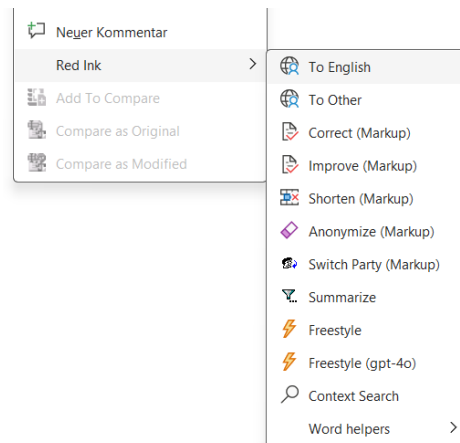 Neuer Kommentar
Red Ink
Add To Compare
Compare as Original
Compare as Modified
To English
To Other
Correct (Markup)
Improve (Markup)
Shorten (Markup)
Anonymize (Markup)
Switch Party (Markup)
Summarize
Freestyle
Freestyle (gpt-4o)
Context Search
Word helpers